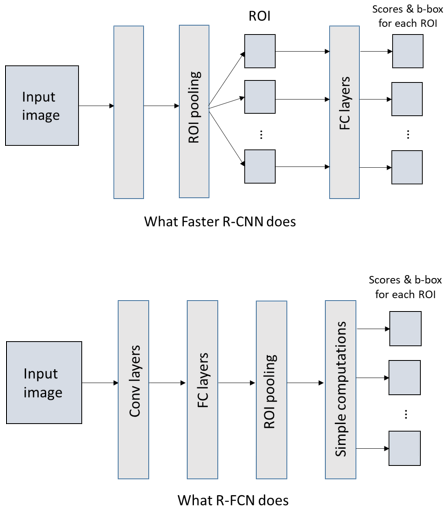 ROI
Scores & b-box
for each ROI
Input
image
ROI pooling
FC layers
...
...
What Faster R-CNN does
Scores & b-box
for each ROI
Input
image
Conv layers
FC layers
ROI pooling
Simple computations
...
What R-FCN does